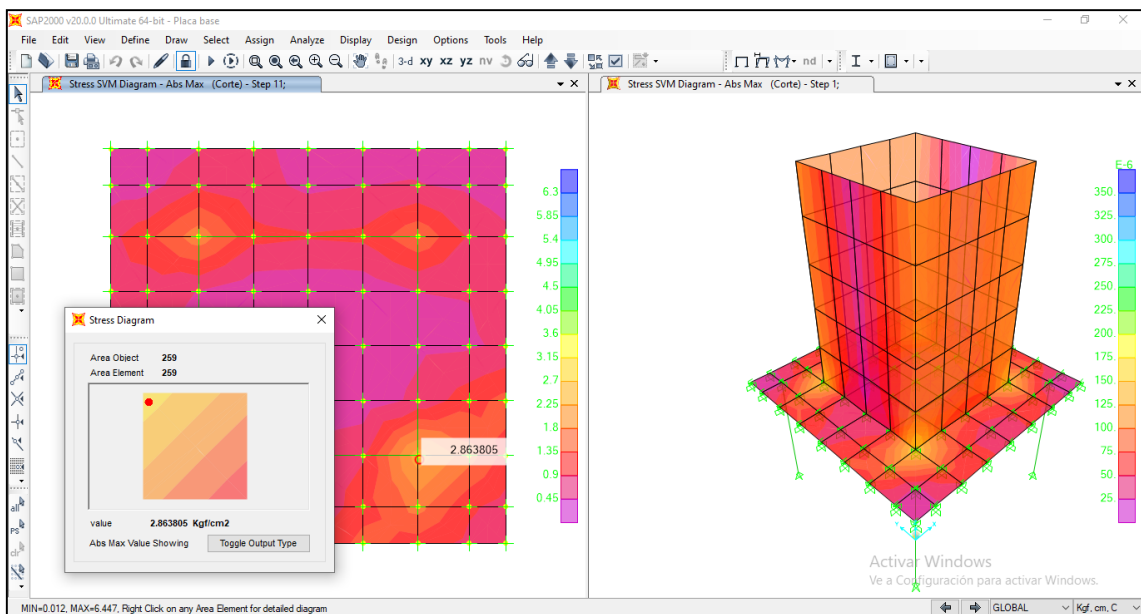 SAP2000 v20.0.0 Ultimate 64-bit - Placa base
File Edit View Define Draw Select Assign Analyze Display Design Options Tools Help
3-d xy xz yz nv nd
Stress SVM Diagram - Abs Max (Corte) - Step 11;
Stress SVM Diagram - Abs Max (Corte) - Step 1;
6.3
5.85
5.4
4.95
4.5
4.05
3.6
3.15
2.7
2.25
1.8
1.35
0.9
0.45
2.863805
Stress Diagram
Area Object 259
Area Element 259
value 2.863805 Kgf/cm2
Abs Max Value Showing Toggle Output Type
all
PS
clr
E-6
350.
325.
300.
275.
250.
225.
200.
175.
150.
125.
100.
75.
50.
25.
Activar Windows
Ve a Configuración para activar Windows.
MIN=0.012, MAX=6.447, Right Click on any Area Element for detailed diagram
GLOBAL
Kgf, cm, C